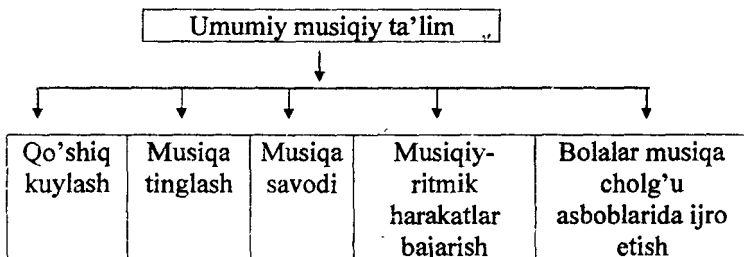 Umumiy musiqiy ta’lim
Qo’shiq
kuylash
Musiqa
tinglash
Musiqa
savodi
Musiqiy-
ritmik
harakatlar
bajarish
Bolalar musiqa
cholg’u
asboblarida ijro
etish